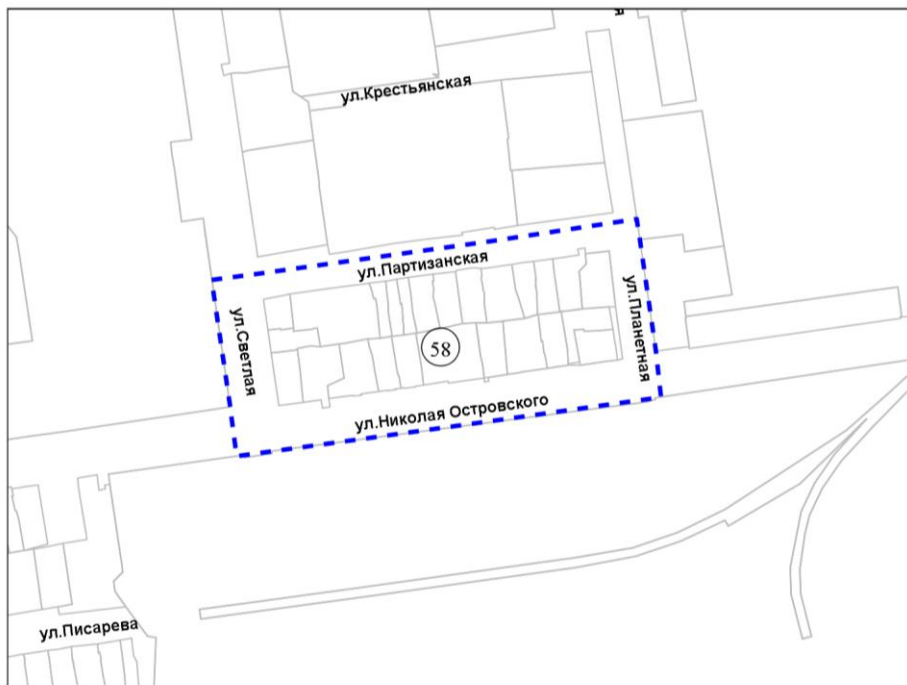 ул.Крестьянская
ул.Партизанская
ул.Светлая
58
ул.Планетная
ул.Николая Островского
ул.Писарева